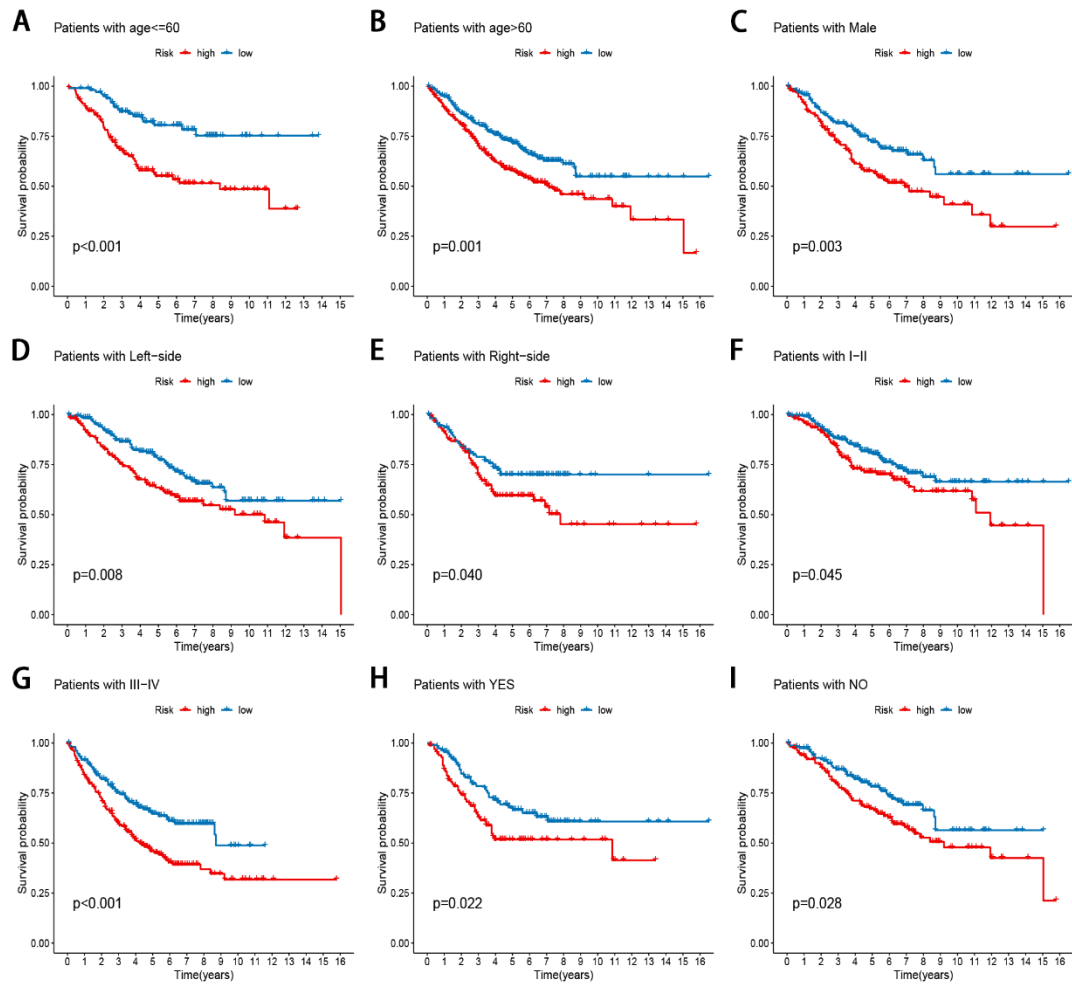 A
Patients with age<=60
Risk high low
Survival probability
1.00
0.75
0.50
0.25
0.00
p<0.001
0 1 2 3 4 5 6 7 8 9 10 11 12 13 14 15
Time(years)
B
Patients with age>60
Risk high low
Survival probability
1.00
0.75
0.50
0.25
0.00
p=0.001
0 1 2 3 4 5 6 7 8 9 10 11 12 13 14 15 16
Time(years)
C
Patients with Male
Risk high low
Survival probability
1.00
0.75
0.50
0.25
0.00
p=0.003
0 1 2 3 4 5 6 7 8 9 10 11 12 13 14 15 16
Time(years)
D
Patients with Left-side
Risk high low
Survival probability
1.00
0.75
0.50
0.25
0.00
p=0.008
0 1 2 3 4 5 6 7 8 9 10 11 12 13 14 15
Time(years)
E
Patients with Right-side
Risk high low
Survival probability
1.00
0.75
0.50
0.25
0.00
p=0.040
0 1 2 3 4 5 6 7 8 9 10 11 12 13 14 15 16
Time(years)
F
Patients with I-II
Risk high low
Survival probability
1.00
0.75
0.50
0.25
0.00
p=0.045
0 1 2 3 4 5 6 7 8 9 10 11 12 13 14 15 16
Time(years)
G
Patients with III-IV
Risk high low
Survival probability
1.00
0.75
0.50
0.25
0.00
p<0.001
0 1 2 3 4 5 6 7 8 9 10 11 12 13 14 15 16
Time(years)
H
Patients with YES
Risk high low
Survival probability
1.00
0.75
0.50
0.25
0.00
p=0.022
0 1 2 3 4 5 6 7 8 9 10 11 12 13 14 15 16
Time(years)
I
Patients with NO
Risk high low
Survival probability
1.00
0.75
0.50
0.25
0.00
p=0.028
0 1 2 3 4 5 6 7 8 9 10 11 12 13 14 15 16
Time(years)